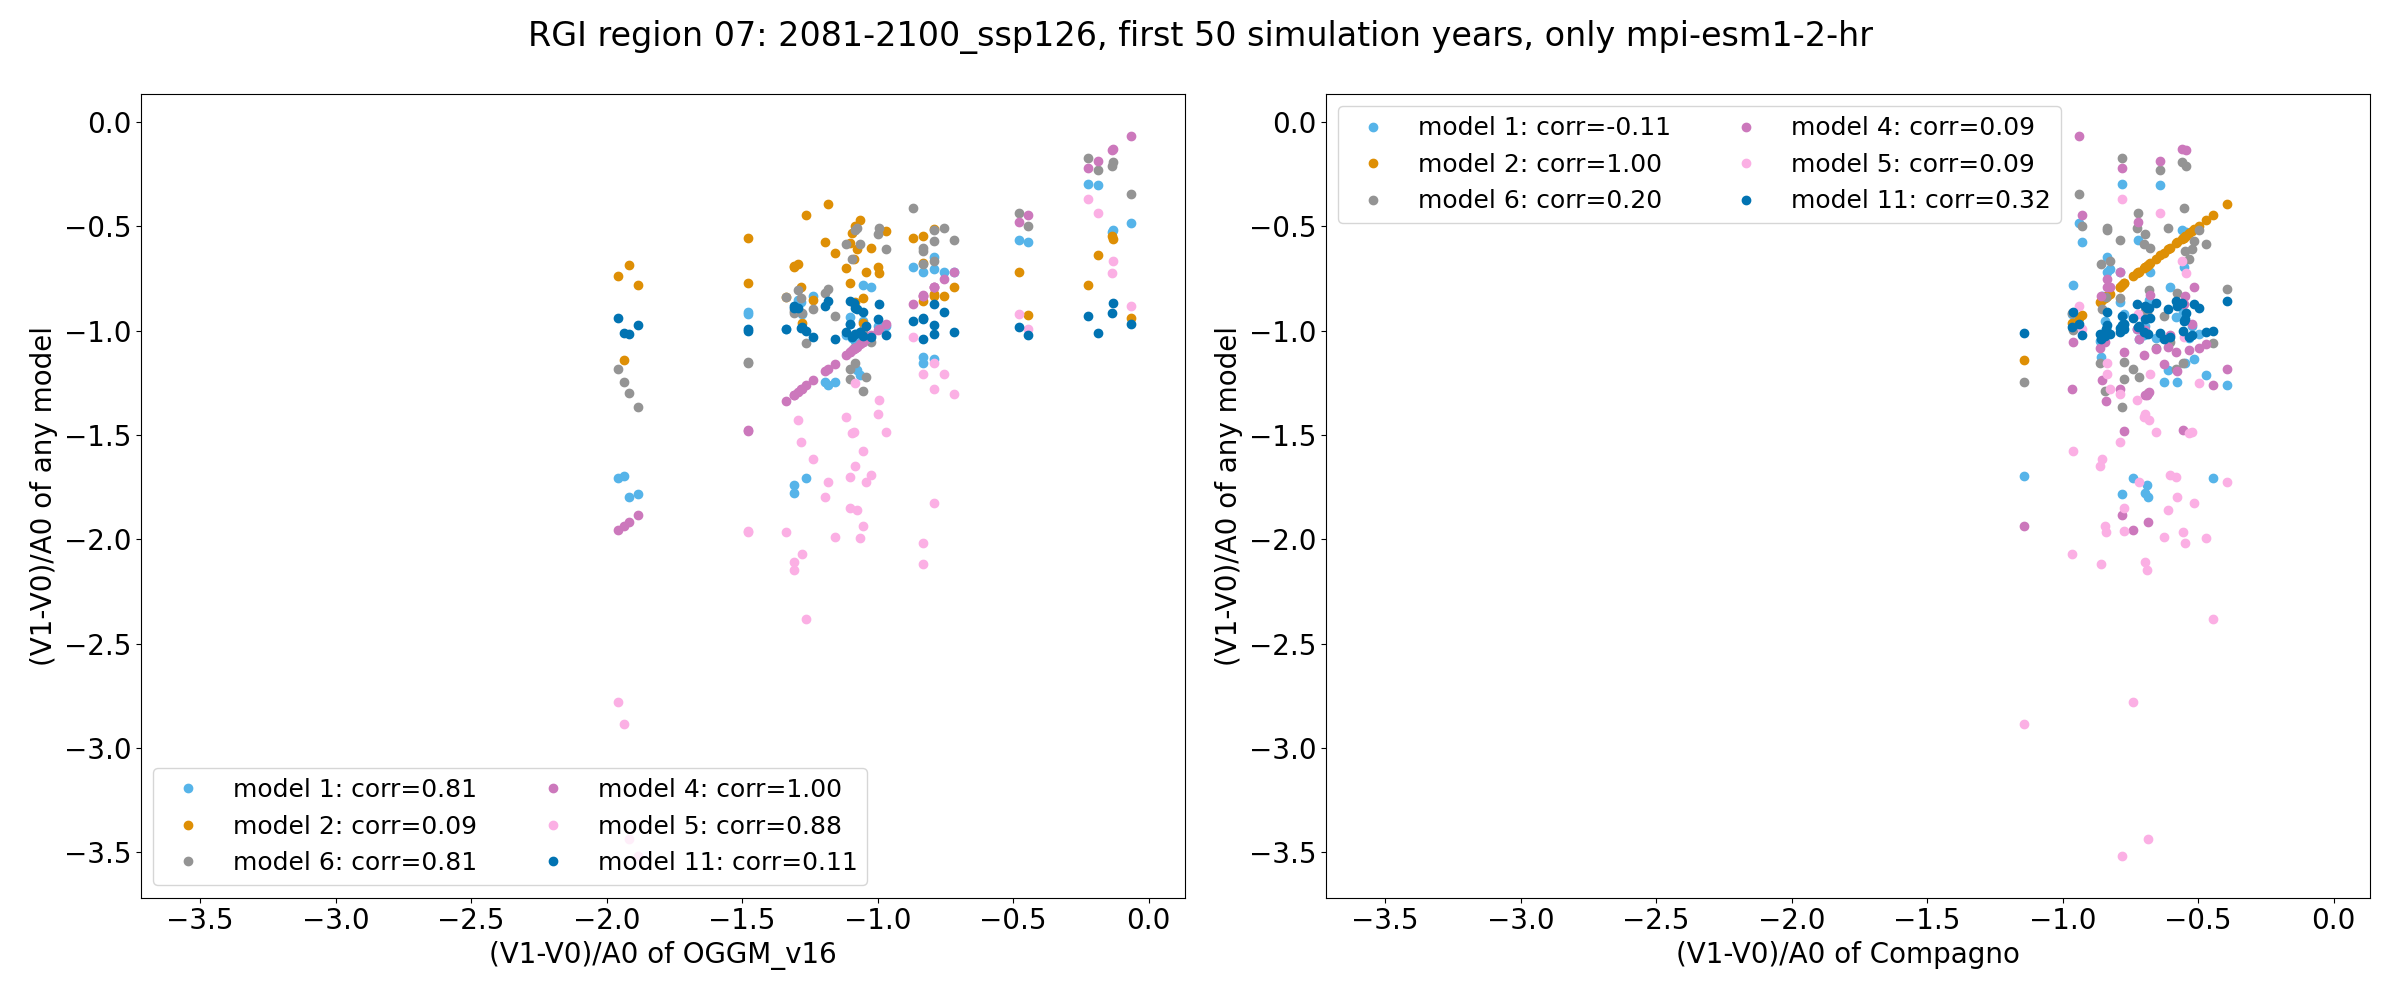 RGI region 07: 2081-2100_ssp126, first 50 simulation years, only mpi-esm1-2-hr
(V1-V0)/A0 of any model
0.0
−0.5
−1.0
−1.5
−2.0
−2.5
−3.0
−3.5
model 1: corr=0.81
model 2: corr=0.09
model 6: corr=0.81
model 4: corr=1.00
model 5: corr=0.88
model 11: corr=0.11
−3.5 −3.0 −2.5 −2.0 −1.5 −1.0 −0.5 0.0
(V1-V0)/A0 of OGGM_v16
(V1-V0)/A0 of any model
0.0
−0.5
−1.0
−1.5
−2.0
−2.5
−3.0
−3.5
model 1: corr=-0.11
model 2: corr=1.00
model 6: corr=0.20
model 4: corr=0.09
model 5: corr=0.09
model 11: corr=0.32
−3.5 −3.0 −2.5 −2.0 −1.5 −1.0 −0.5 0.0
(V1-V0)/A0 of Compagno